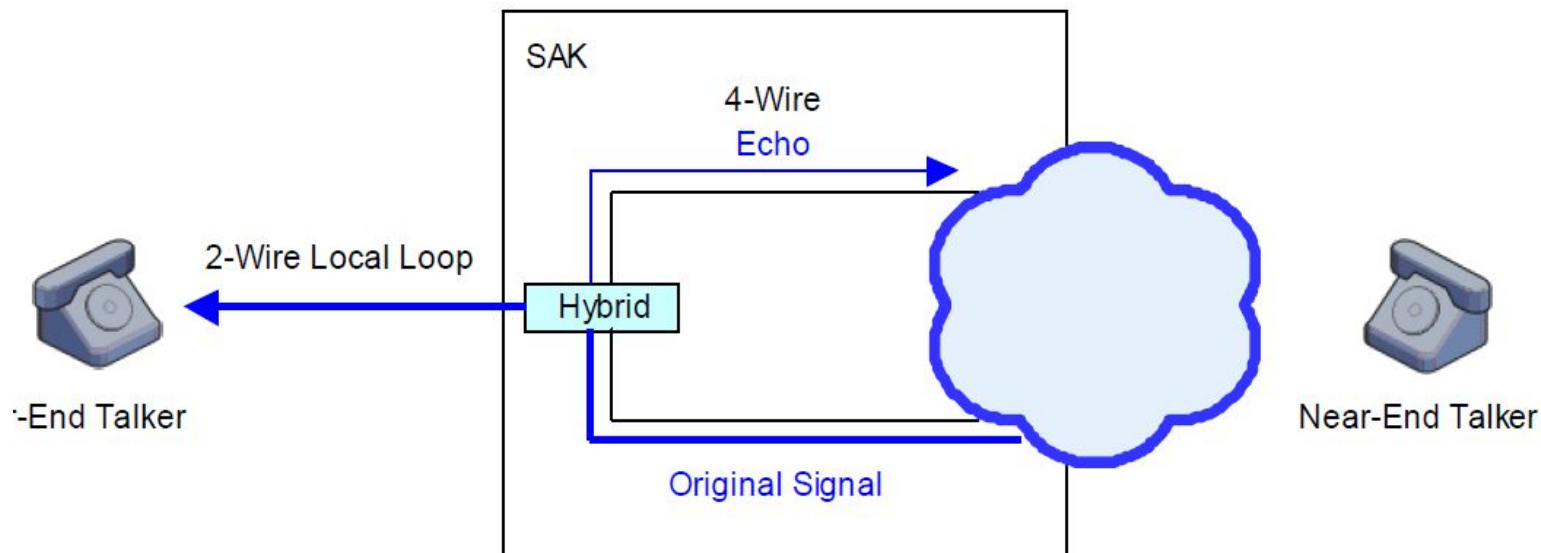 SAK
4-Wire
Echo
2-Wire Local Loop
Hybrid
r-End Talker
Near-End Talker
Original Signal